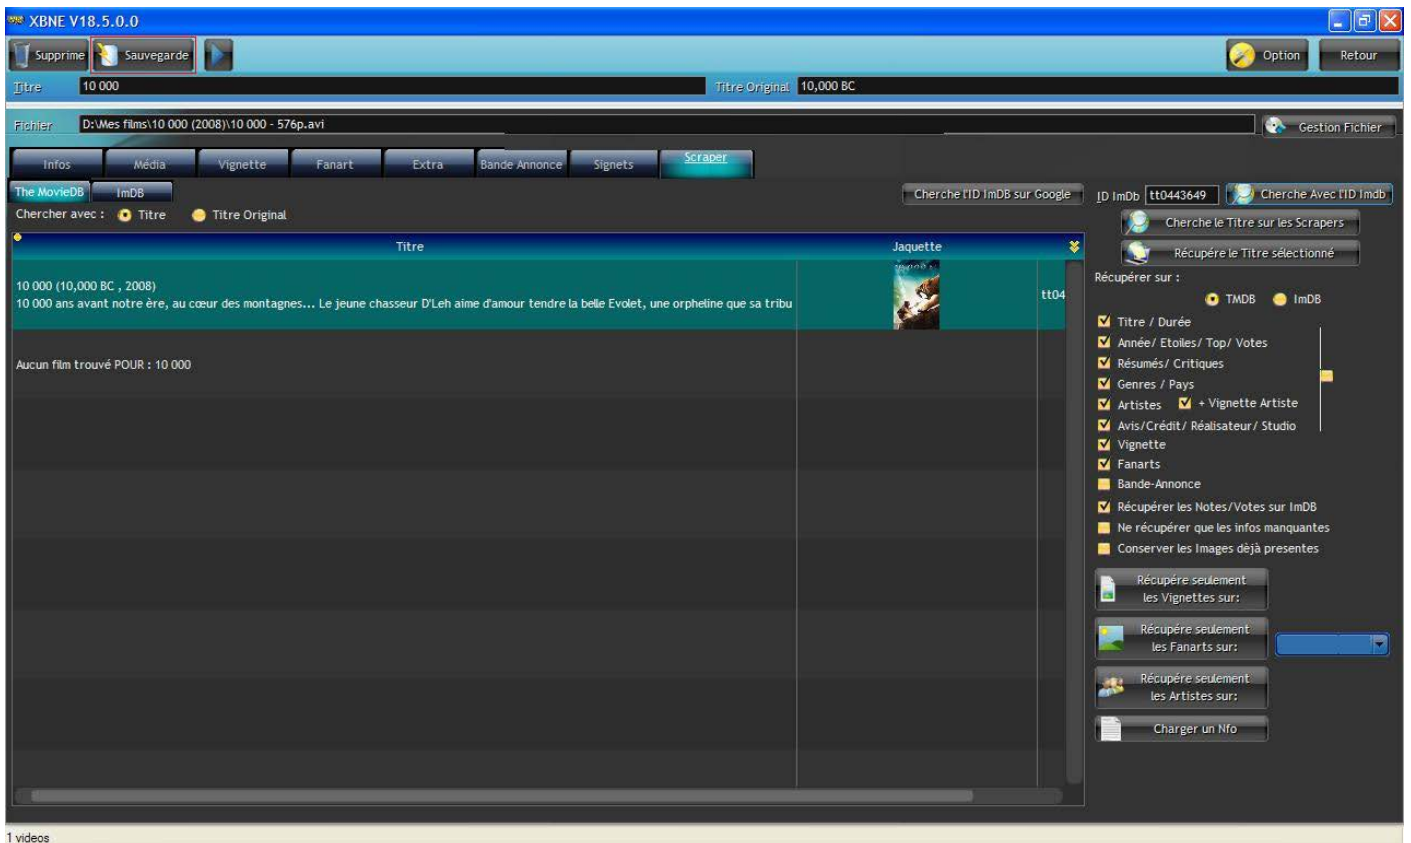 XBNE V18.5.0.0
Supprime Sauvegarde Option Retour
Titre 10 000 Titre Original 10,000 BC
Fichier D:\Mes films\10 000 (2008)\10 000 - 576p.avi Gestion Fichier
Infos Média Vignette Fanart Extra Bande Annonce Signets Scraper
The MovieDB ImDB Cherche l'ID ImDB sur Google ID ImDb tt0443649 Cherche Avec l'ID Imdb
Chercher avec : Titre Titre Original
Cherche le Titre sur les Scrapers
Titre Jaquette
Récupére le Titre sélectionné
10 000 (10,000 BC , 2008)
10 000 ans avant notre ère, au cœur des montagnes... Le jeune chasseur D'Leh aime d'amour tendre la belle Evolet, une orpheline que sa tribu
tt04
Aucun film trouvé POUR : 10 000
Récupérer sur :
TMDB ImDB
Titre / Durée
Année/ Etoiles/ Top/ Votes
Résumés/ Critiques
Genres / Pays
Artistes + Vignette Artiste
Avis/Crédit/ Réalisateur/ Studio
Vignette
Fanarts
Bande-Annonce
Récupérer les Notes/Votes sur ImDB
Ne récupérer que les infos manquantes
Conserver les Images dèjà presentes
Récupére seulement
les Vignettes sur:
Récupére seulement
les Fanarts sur:
Récupére seulement
les Artistes sur:
Charger un Nfo
1 videos